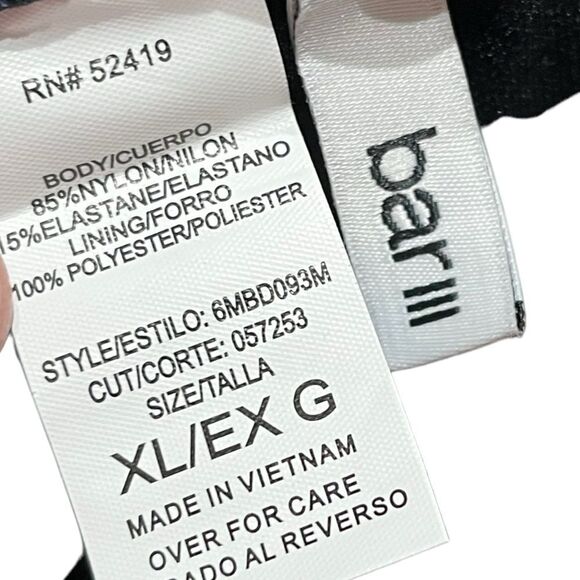 RN# 52419
BODY/CUERPO
85%NYLON/NILON
15%ELASTANE/ELASTANO
LINING/FORRO
100% POLYESTER/POLIESTER
STYLE/ESTILO: 6MBD093M
CUT/CORTE: 057253
SIZE/TALLA
XL/EX G
MADE IN VIETNAM
OVER FOR CARE
AL REVERSO
bar III